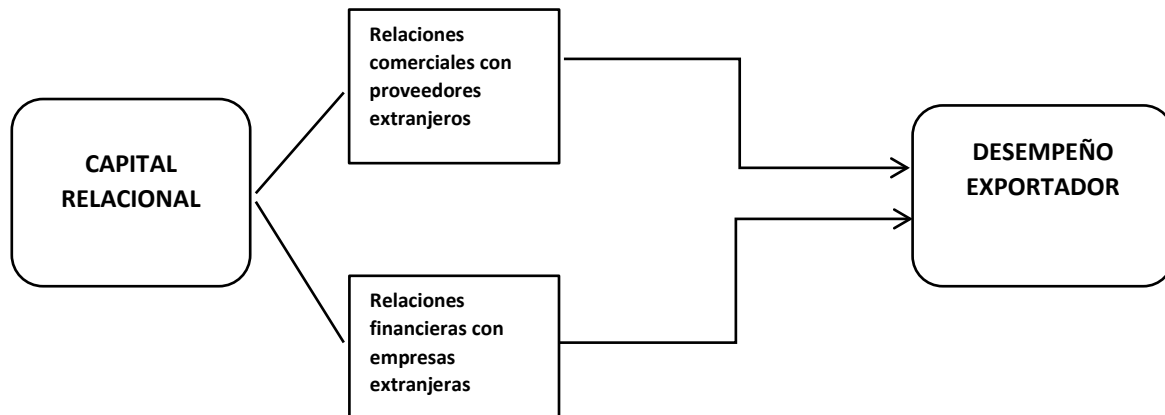 CAPITAL
RELACIONAL
Relaciones
comerciales con
proveedores
extranjeros
Relaciones
financieras con
empresas
extranjeras
DESEMPEÑO
EXPORTADOR